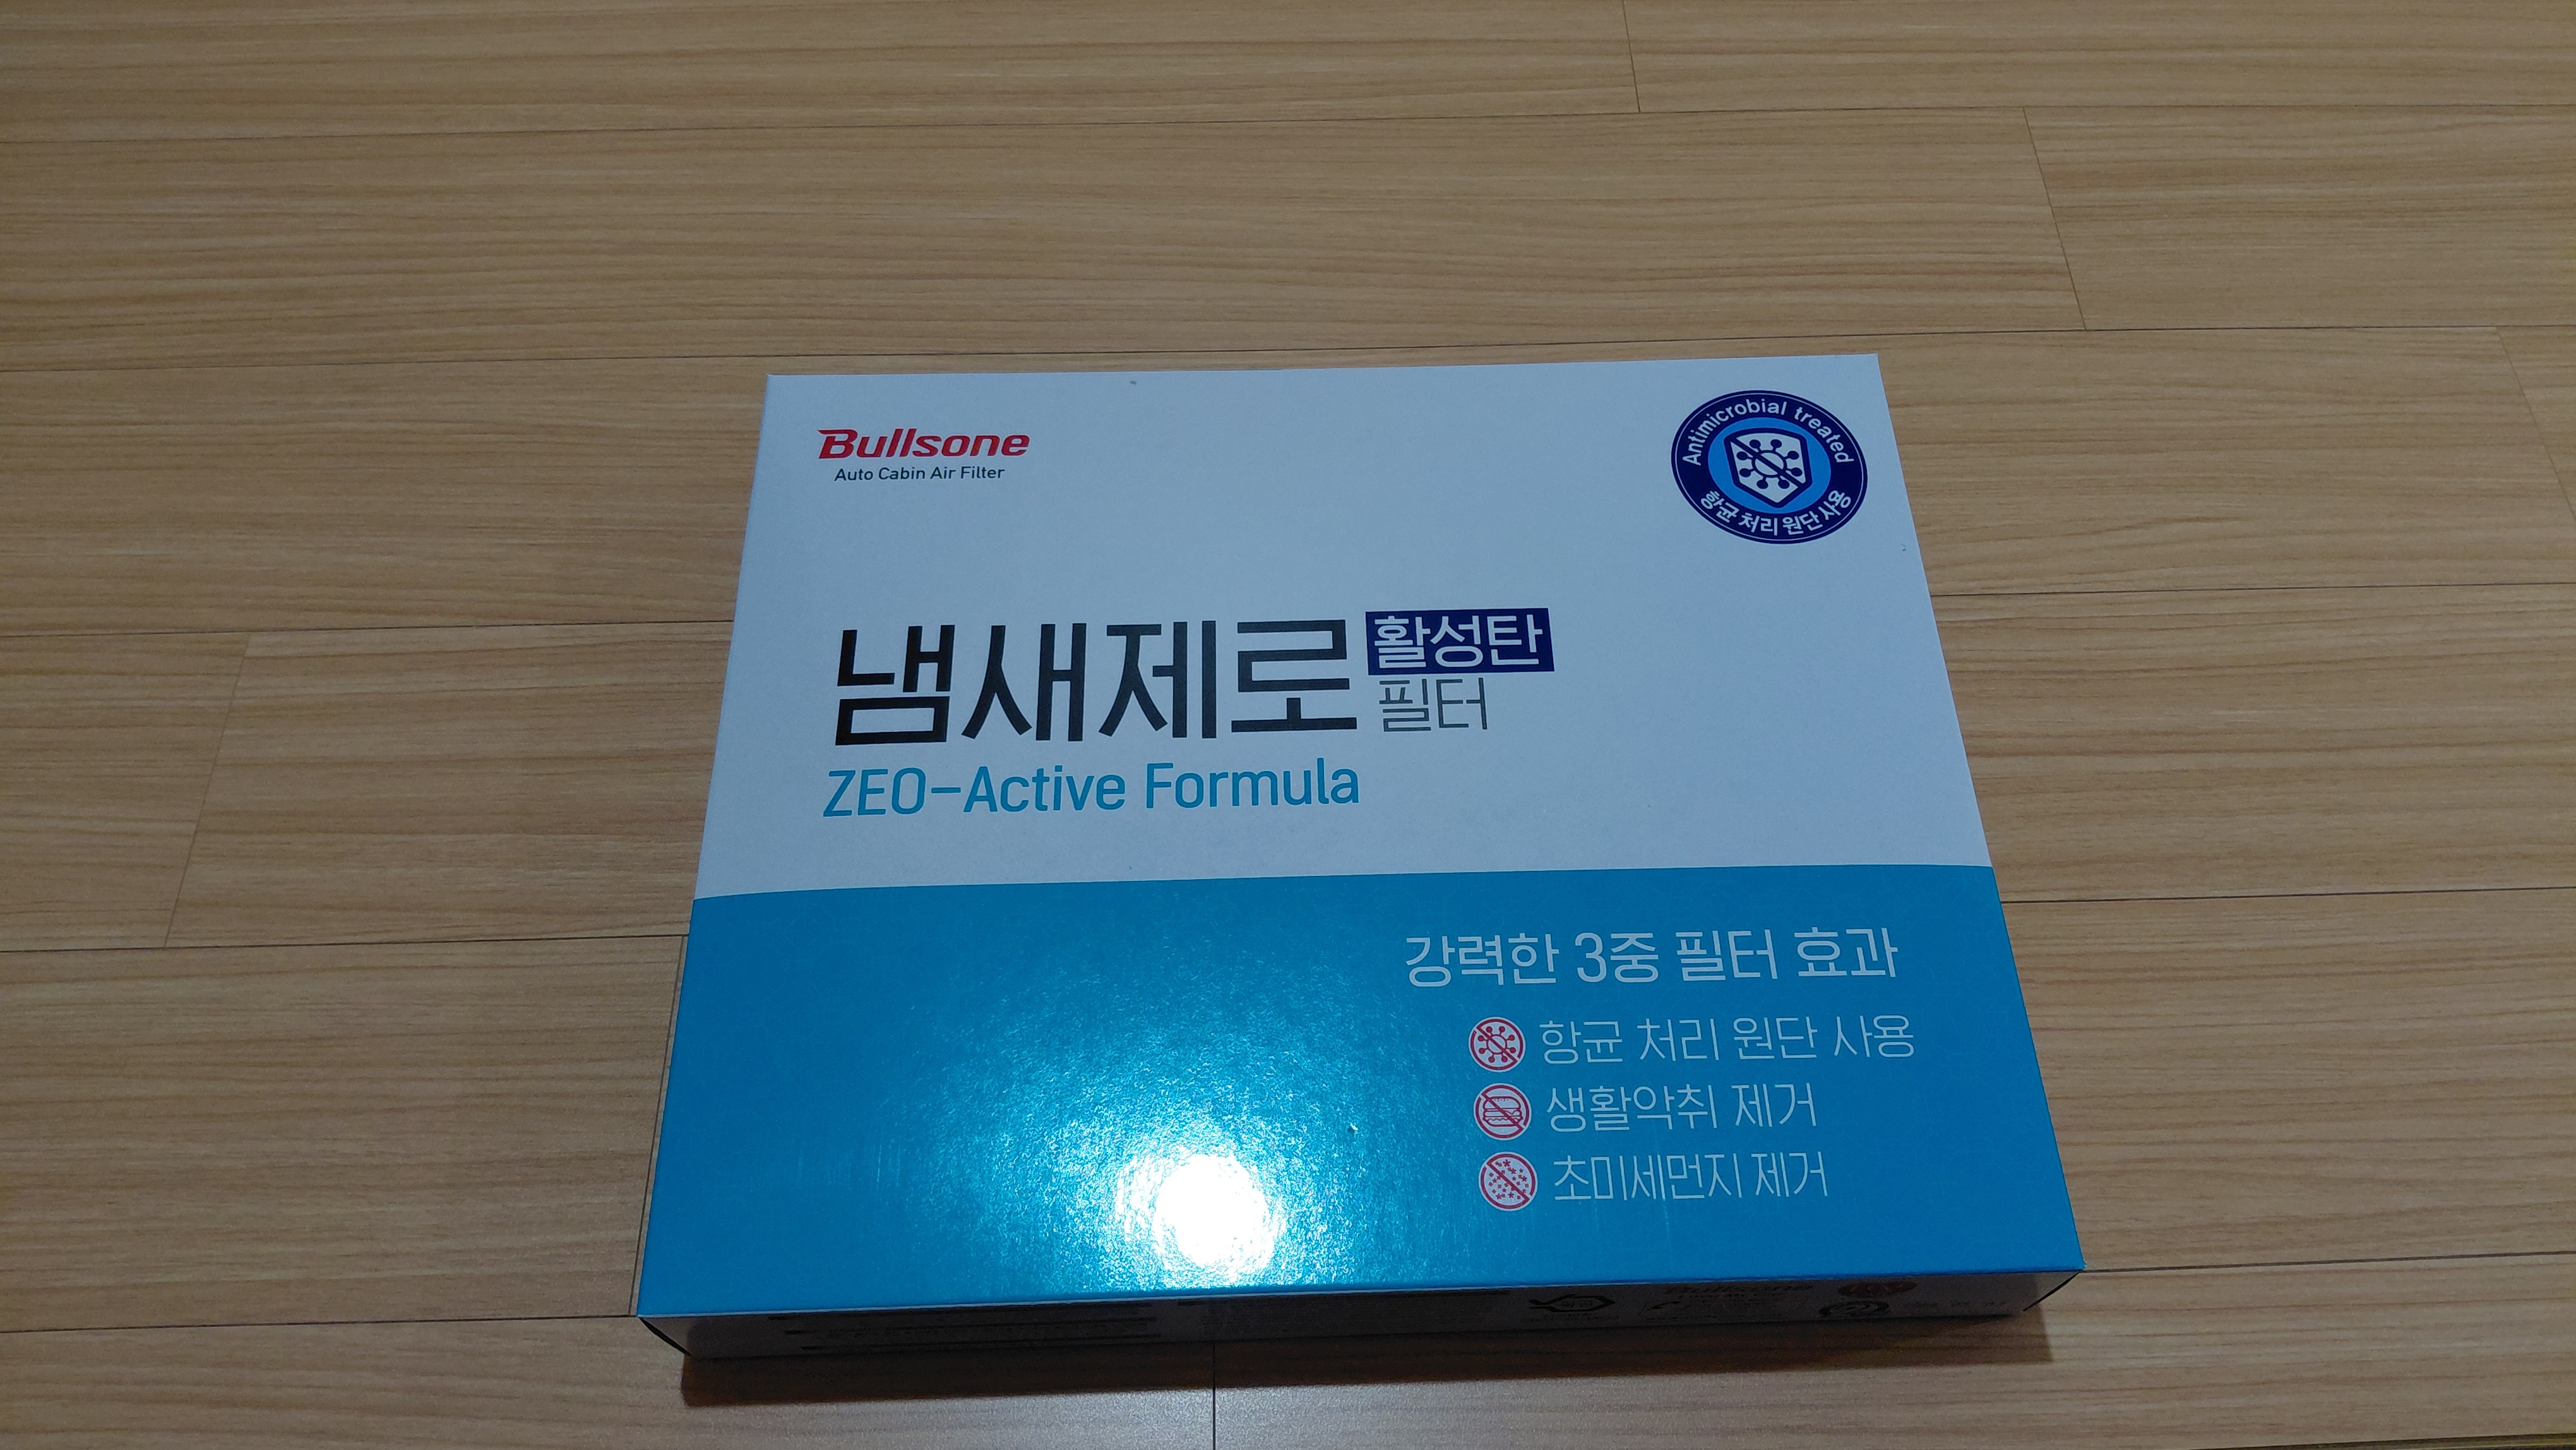 Bullsone
Auto Cabin Air Filter
Antimicrobial treated
항균 처리 원단 사용
냄새제로 활성탄
필터
ZEO-Active Formula
강력한 3중 필터 효과
항균 처리 원단 사용
생활악취 제거
초미세먼지 제거
Bullsone